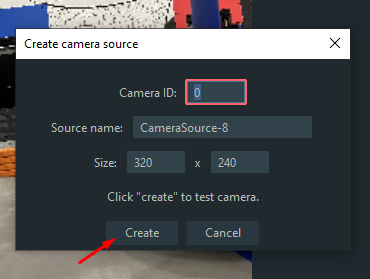 Create camera source
Camera ID: 0
Source name: CameraSource-8
Size: 320 x 240
Click "create" to test camera.
Create Cancel